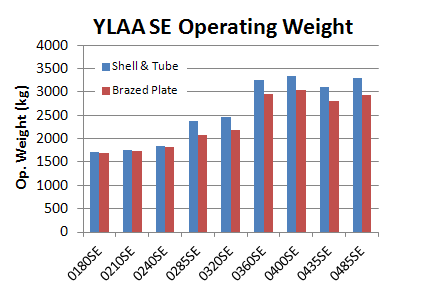 YLAA SE Operating Weight
Op. Weight (kg)
4000
3500
3000
2500
2000
1500
1000
500
0
Shell & Tube
Brazed Plate
0180SE
0210SE
0240SE
0285SE
0320SE
0360SE
0400SE
0435SE
0485SE